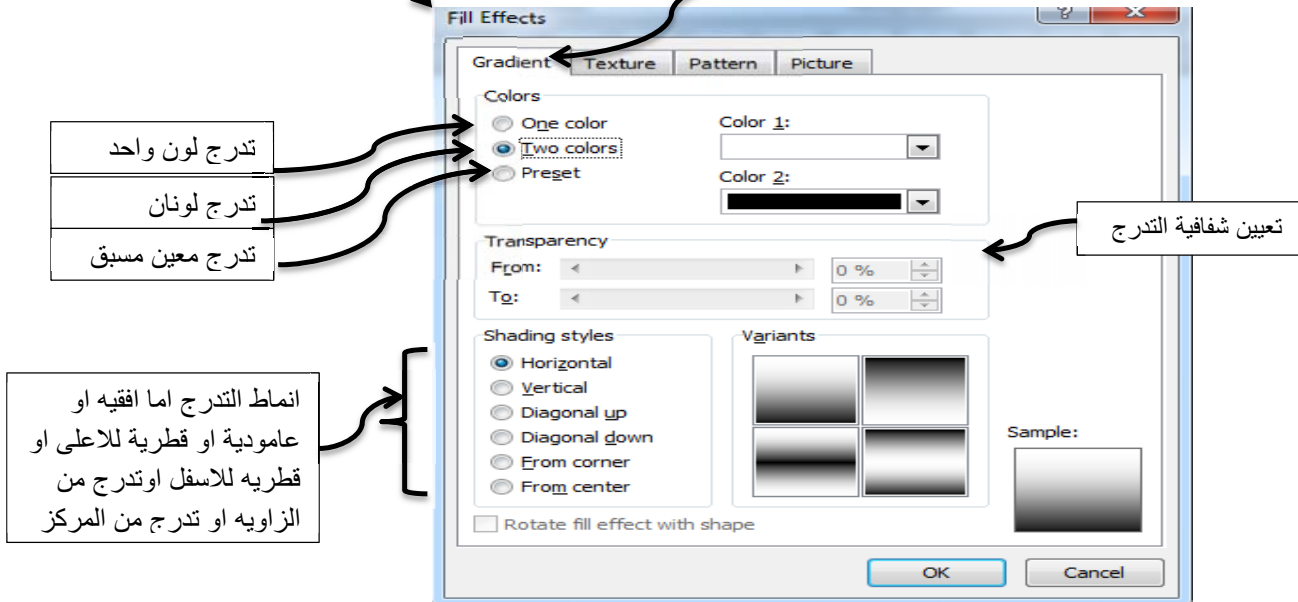 Fill Effects
Gradient Texture Pattern Picture
Colors
One color
Two colors
Preset
Color 1:
Color 2:
تدرج لون واحد
تدرج لونان
تدرج معين مسبق
Transparency
From: 0 %
To: 0 %
تعيين شفافية التدرج
Shading styles
Horizontal
Vertical
Diagonal up
Diagonal down
From corner
From center
Variants
انماط التدرج اما افقيه او
عامودية او قطرية للاعلى او
قطريه للاسفل اوتدرج من
الزاويه او تدرج من المركز
Sample:
Rotate fill effect with shape
OK Cancel